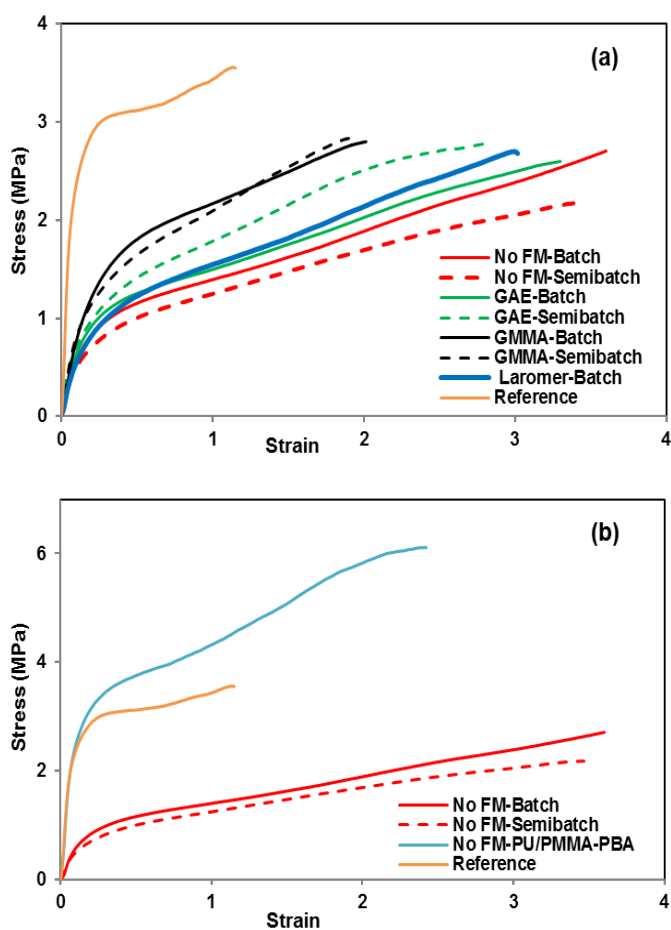 4
(a)
3
Stress (MPa)
2
No FM-Batch
No FM-Semibatch
GAE-Batch
1
GAE-Semibatch
GMMA-Batch
GMMA-Semibatch
Laromer-Batch
Reference
0
0 1 2 3 4
Strain
(b)
6
Stress (MPa)
4
2
No FM-Batch
No FM-Semibatch
No FM-PU/PMMA-PBA
Reference
0
0 1 2 3 4
Strain